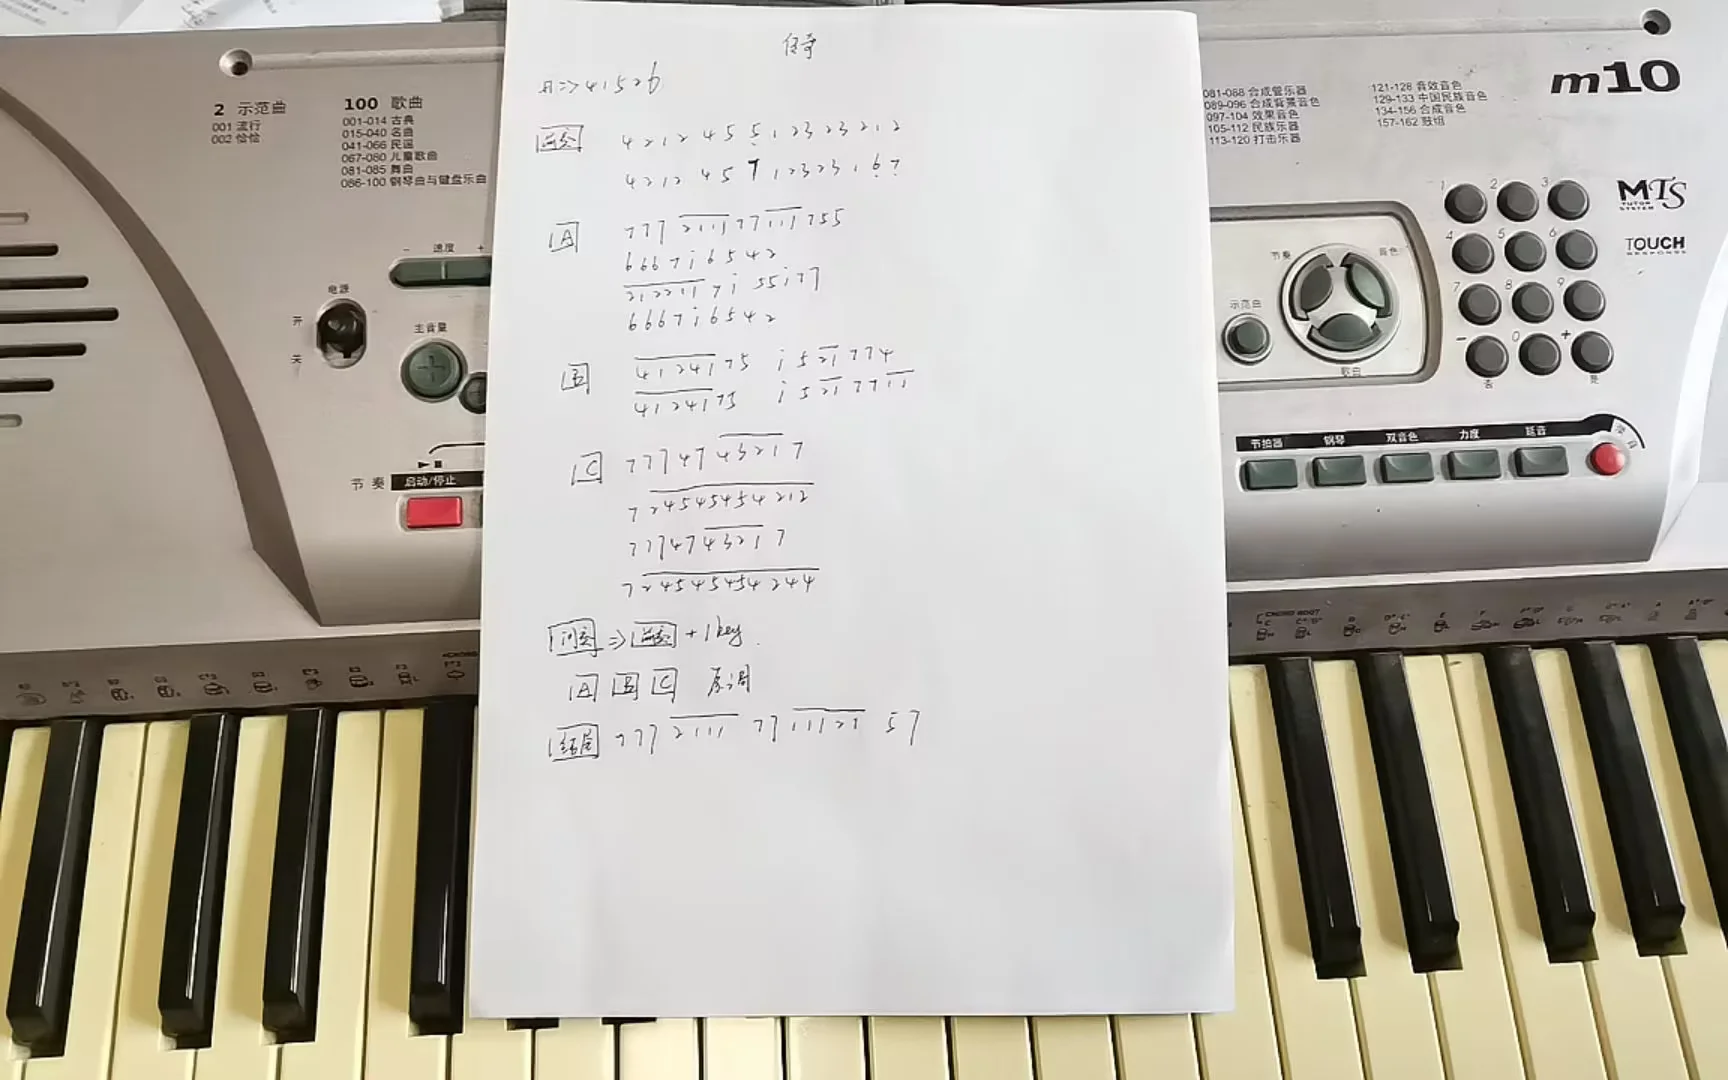 传奇
4 2 1 2 4 5 5 1 2 3 2 3 2 1 2
4 2 1 2 4 5 7 1 2 3 2 3 1 6 7
A 7 7 7 2 1 1 1 7 7 1 1 1 7 5 5
6 6 6 7 i 6 5 4 2
2 1 2 2 1 1 7 i 5 5 i 7 7
6 6 6 7 i 6 5 4 2
B 4 1 2 4 1 7 5 i 5 2 1 7 7 4
4 1 2 4 1 7 5 i 5 2 1 7 7 1 1
C 7 7 7 4 7 4 3 2 1 7
7 2 4 5 4 5 4 5 4 2 1 2
7 7 7 4 7 4 3 2 1 7
7 2 4 5 4 5 4 5 4 2 4 4
间奏 => 前奏 + 1key
A B C 原调
结尾 7 7 7 2 1 1 1 7 7 1 1 1 2 1 5 7
2 示范曲
001 流行
002 恰恰
100 歌曲
001-014 古典
015-040 名曲
041-066 民谣
067-080 儿童歌曲
081-085 舞曲
086-100 钢琴曲与键盘乐曲
- 速度 +
电源
开
关
主音量
节奏 启动/停止
081-088 合成管乐器
089-096 合成背景音色
097-104 效果音色
105-112 民族乐器
113-120 打击乐器
121-128 音效音色
129-133 中国民族音色
134-156 合成音色
157-162 鼓组
m10
MTS
TUTOR SYSTEM
TOUCH
RESPONSE
节奏
音色
示范曲
歌曲
1 2 3
4 5 6
7 8 9
- 0 +
否 是
节拍器 钢琴 双音色 力度 延音
CHORD ROOT